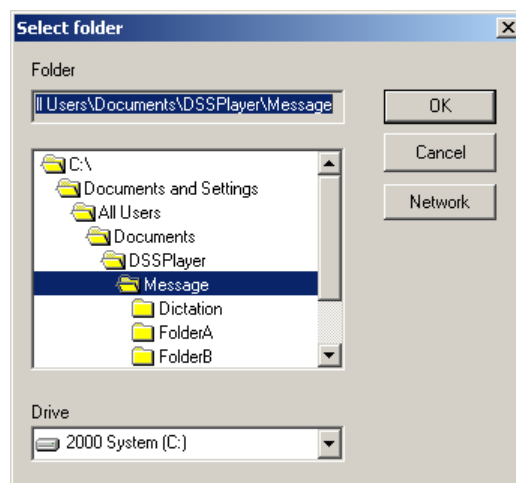 Select folder
Folder
ll Users\Documents\DSSPlayer\Message
OK
Cancel
Network
C:\
Documents and Settings
All Users
Documents
DSSPlayer
Message
Dictation
FolderA
FolderB
Drive
2000 System (C:)